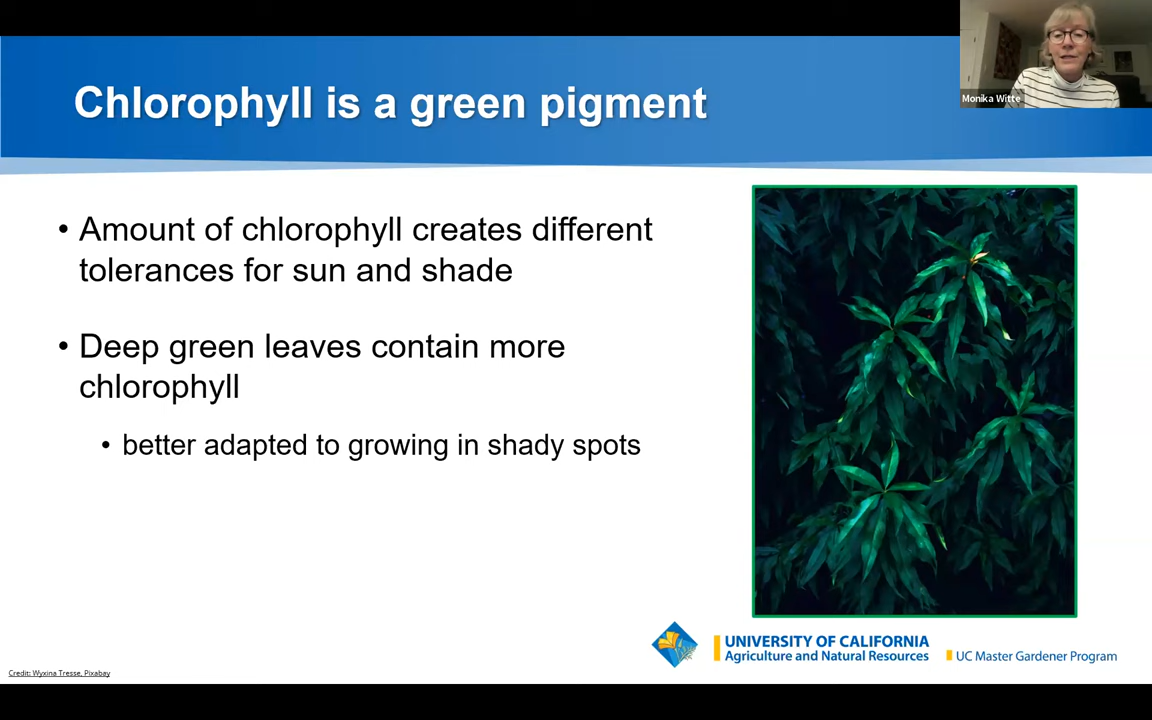 Chlorophyll is a green pigment
Monika Witte
• Amount of chlorophyll creates different
tolerances for sun and shade
• Deep green leaves contain more
chlorophyll
• better adapted to growing in shady spots
UNIVERSITY OF CALIFORNIA
Agriculture and Natural Resources
UC Master Gardener Program
Credit: Wyxina Tresse, Pixabay